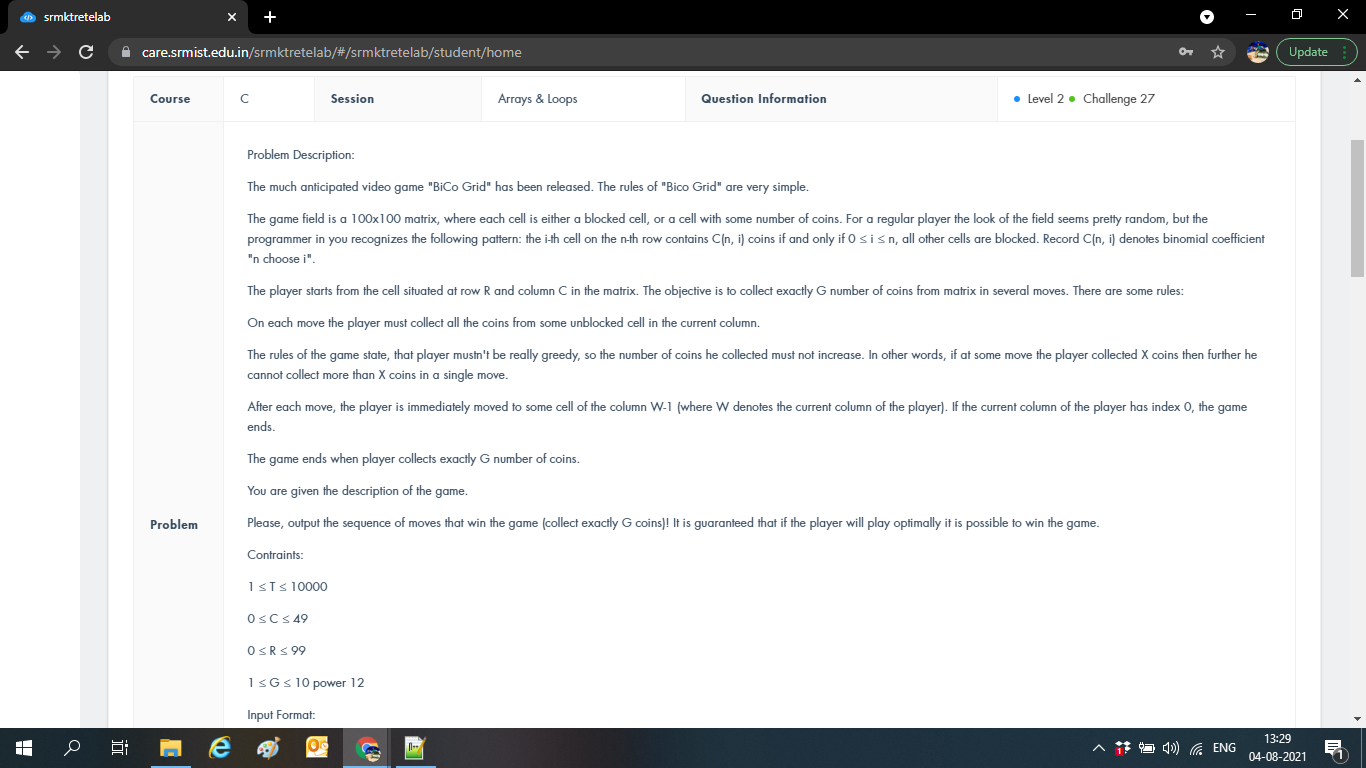 srmktretelab
care.srmist.edu.in/srmktretelab/#/srmktretelab/student/home
Update
Course C Session Arrays & Loops Question Information Level 2 Challenge 27
Problem Description:
The much anticipated video game "BiCo Grid" has been released. The rules of "Bico Grid" are very simple.
The game field is a 100x100 matrix, where each cell is either a blocked cell, or a cell with some number of coins. For a regular player the look of the field seems pretty random, but the
programmer in you recognizes the following pattern: the i-th cell on the n-th row contains C(n, i) coins if and only if 0 ≤ i ≤ n, all other cells are blocked. Record C(n, i) denotes binomial coefficient
"n choose i".
The player starts from the cell situated at row R and column C in the matrix. The objective is to collect exactly G number of coins from matrix in several moves. There are some rules:
On each move the player must collect all the coins from some unblocked cell in the current column.
The rules of the game state, that player mustn't be really greedy, so the number of coins he collected must not increase. In other words, if at some move the player collected X coins then further he
cannot collect more than X coins in a single move.
After each move, the player is immediately moved to some cell of the column W-1 (where W denotes the current column of the player). If the current column of the player has index 0, the game
ends.
The game ends when player collects exactly G number of coins.
You are given the description of the game.
Problem
Please, output the sequence of moves that win the game (collect exactly G coins)! It is guaranteed that if the player will play optimally it is possible to win the game.
Contraints:
1 ≤ T ≤ 10000
0 ≤ C ≤ 49
0 ≤ R ≤ 99
1 ≤ G ≤ 10 power 12
Input Format:
ENG
13:29
04-08-2021
1